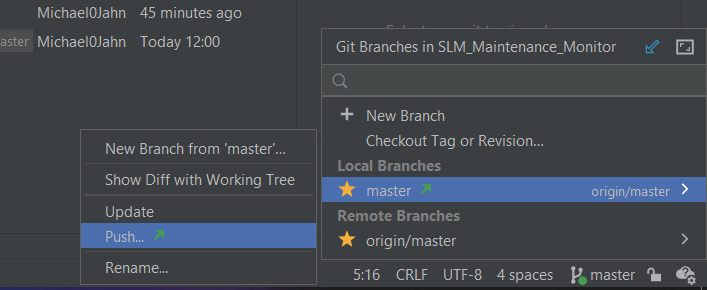 Michael0Jahn 45 minutes ago
master Michael0Jahn Today 12:00
Git Branches in SLM_Maintenance_Monitor
New Branch
Checkout Tag or Revision...
Local Branches
master origin/master
Remote Branches
origin/master
New Branch from 'master'...
Show Diff with Working Tree
Update
Push...
Rename...
5:16 CRLF UTF-8 4 spaces master